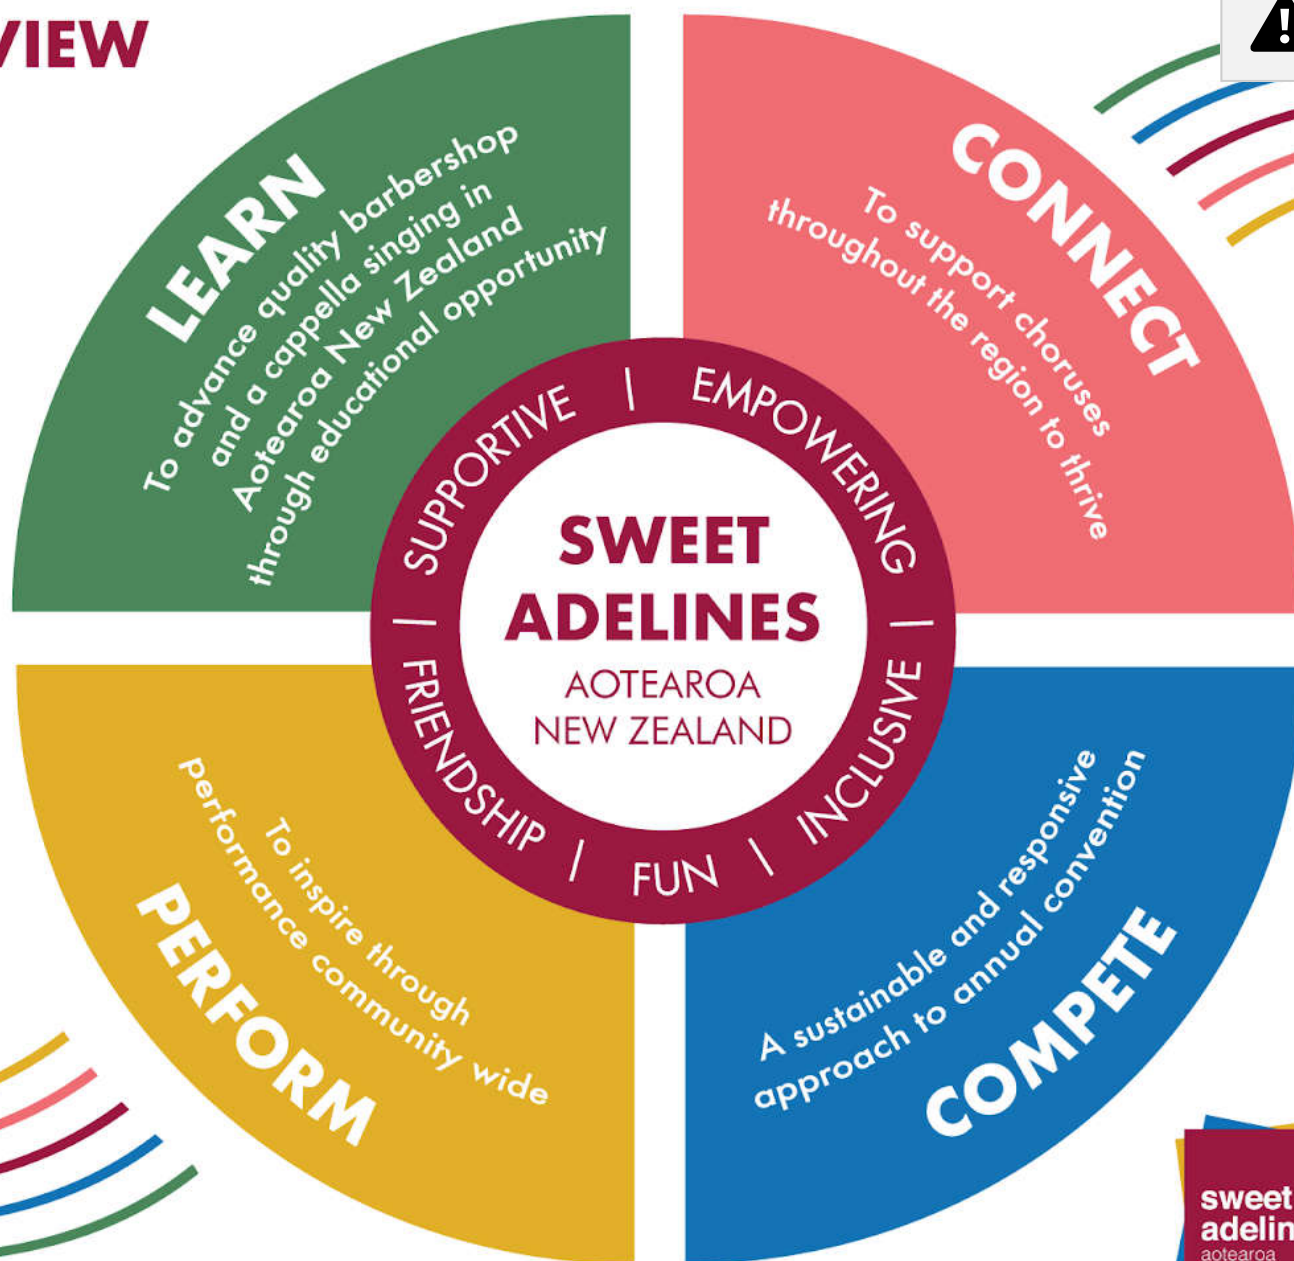 VIEW
LEARN
To advance quality barbershop
and a cappella singing in
Aotearoa New Zealand
through educational opportunity
CONNECT
To support choruses
throughout the region to thrive
SUPPORTIVE | EMPOWERING | INCLUSIVE | FUN | FRIENDSHIP |
SWEET
ADELINES
AOTEAROA
NEW ZEALAND
To inspire through
performance community wide
PERFORM
A sustainable and responsive
approach to annual convention
COMPETE
sweet
adelin
aotearoa